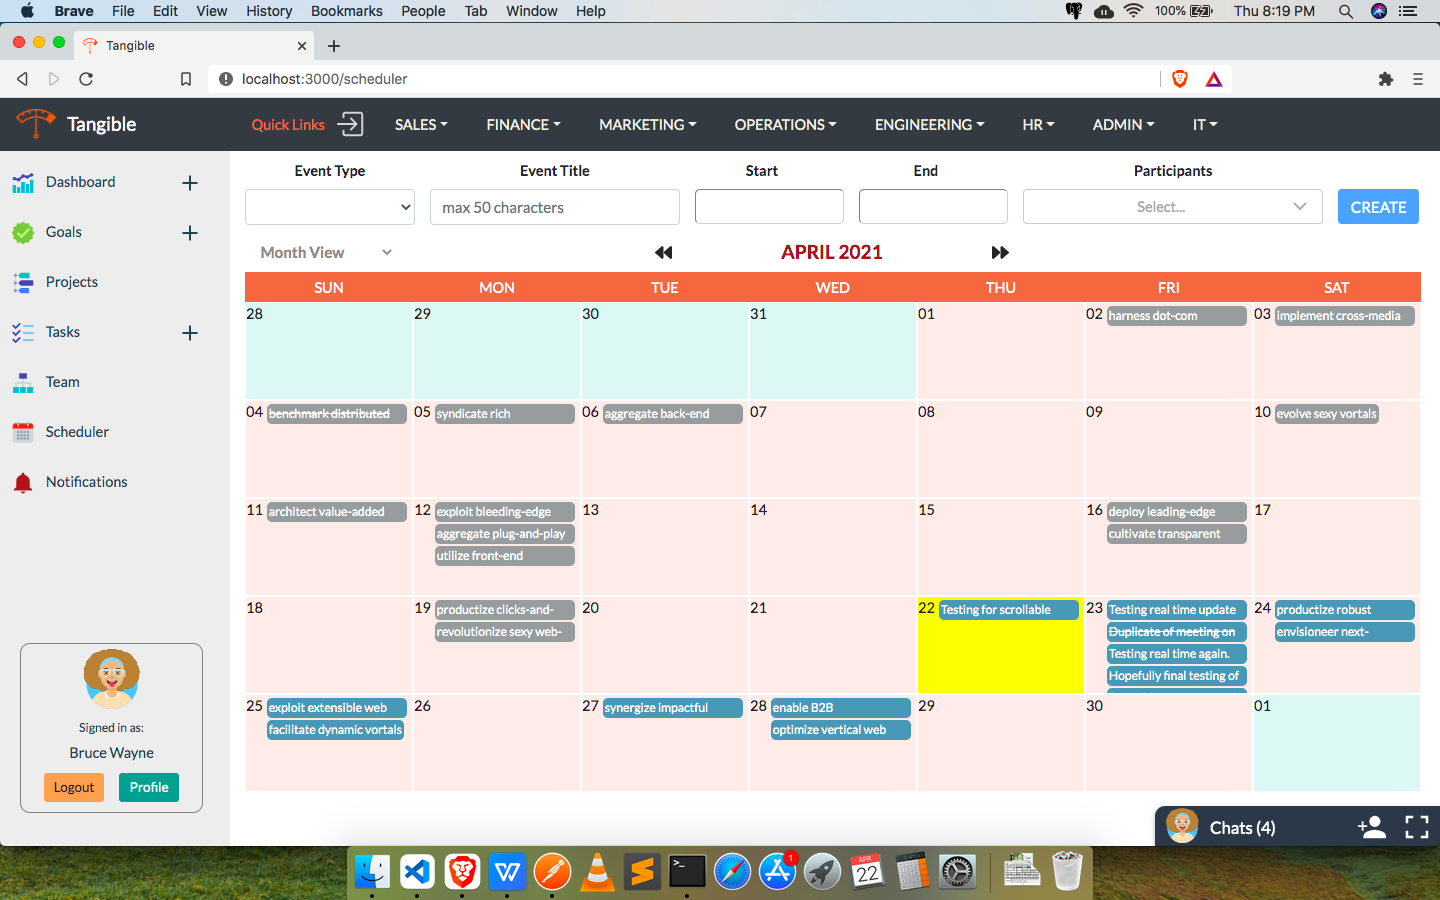 Brave File Edit View History Bookmarks People Tab Window Help 100% Thu 8:19 PM
Tangible
localhost:3000/scheduler
Tangible Quick Links SALES FINANCE MARKETING OPERATIONS ENGINEERING HR ADMIN IT
Dashboard
Goals
Projects
Tasks
Team
Scheduler
Notifications
Signed in as:
Bruce Wayne
Logout Profile
Event Type Event Title Start End Participants
max 50 characters Select... CREATE
Month View APRIL 2021
SUN MON TUE WED THU FRI SAT
28 29 30 31 01 02 harness dot-com 03 implement cross-media
04 benchmark distributed 05 syndicate rich 06 aggregate back-end 07 08 09 10 evolve sexy vortals
11 architect value-added 12 exploit bleeding-edge 13 14 15 16 deploy leading-edge 17
aggregate plug-and-play cultivate transparent
utilize front-end
18 19 productize clicks-and- 20 21 22 Testing for scrollable 23 Testing real time update 24 productize robust
revolutionize sexy web- Duplicate of meeting on envisioneer next-
Testing real time again.
Hopefully final testing of
25 exploit extensible web 26 27 synergize impactful 28 enable B2B 29 30 01
facilitate dynamic vortals optimize vertical web
Chats (4)
1
APR
22